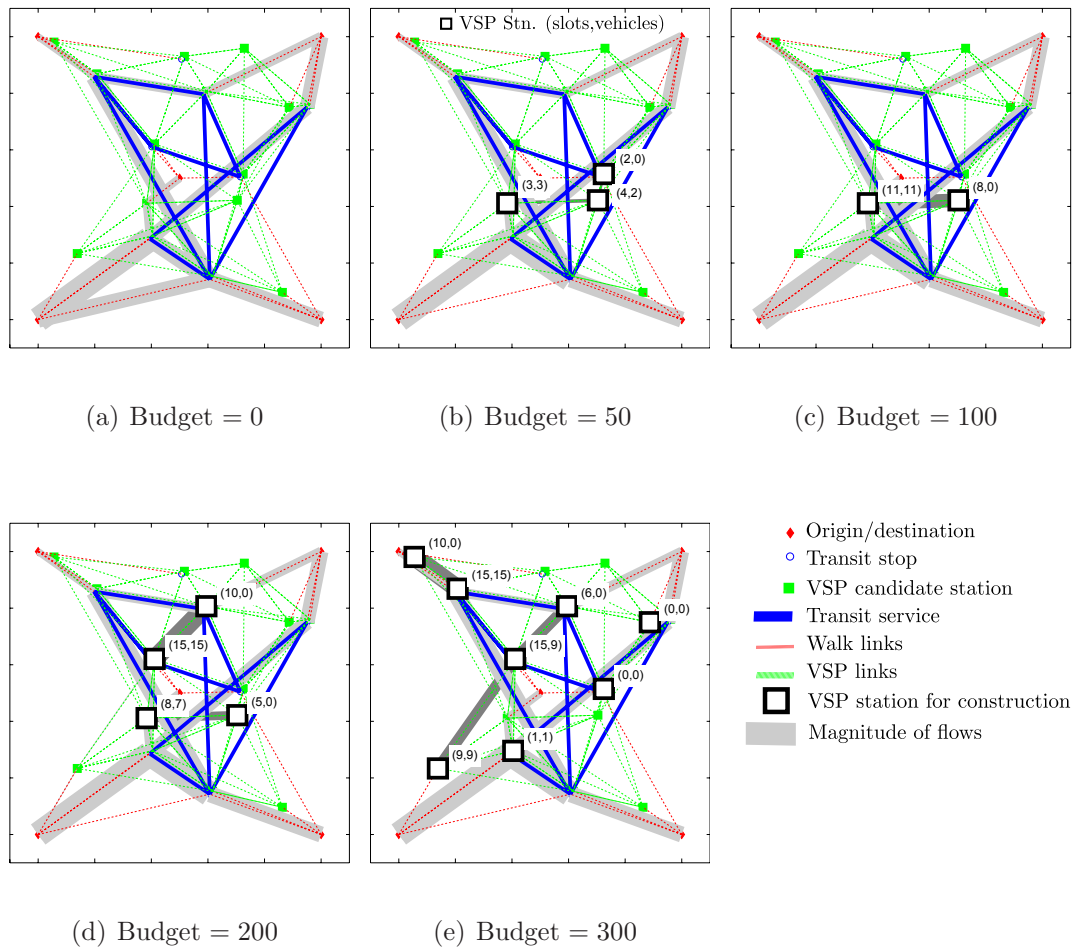 VSP Stn. (slots,vehicles)
(2,0)
(3,3)
(4,2)
(11,11)
(8,0)
(a) Budget = 0
(b) Budget = 50
(c) Budget = 100
(10,0)
(15,15)
(8,7)
(5,0)
(10,0)
(15,15)
(6,0)
(0,0)
(15,9)
(0,0)
(1,1)
(9,9)
Origin/destination
Transit stop
VSP candidate station
Transit service
Walk links
VSP links
VSP station for construction
Magnitude of flows
(d) Budget = 200
(e) Budget = 300